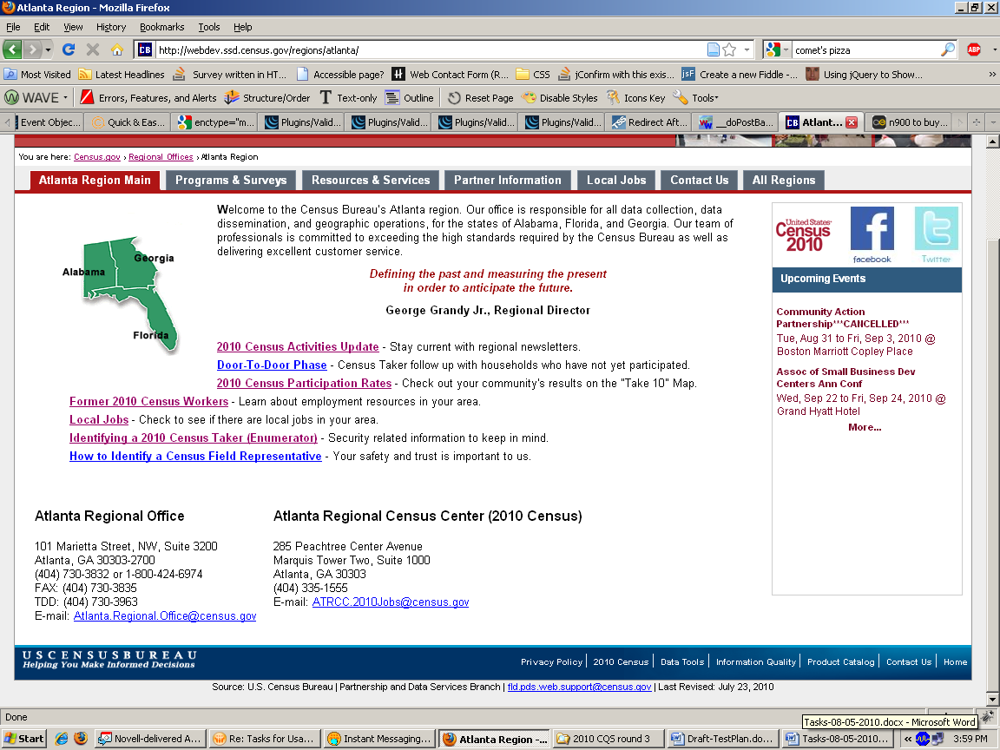 Atlanta Region - Mozilla Firefox
File Edit View History Bookmarks Tools Help
CB http://webdev.ssd.census.gov/regions/atlanta/ comet's pizza ABP
Most Visited Latest Headlines Survey written in HT... Accessible page? H Web Contact Form (R... CSS jConfirm with this exis... jsF Create a new Fiddle -... Using jQuery to Show... »
WAVE Errors, Features, and Alerts Structure/Order Text-only Outline Reset Page Disable Styles Icons Key Tools
Event Objec... Quick & Eas... enctype="m... Plugins/Valid... Plugins/Valid... Plugins/Valid... Plugins/Valid... Redirect Aft... __doPostBa... CB Atlant... n900 to buy...
You are here: Census.gov › Regional Offices › Atlanta Region
Atlanta Region Main Programs & Surveys Resources & Services Partner Information Local Jobs Contact Us All Regions
Welcome to the Census Bureau's Atlanta region. Our office is responsible for all data collection, data
dissemination, and geographic operations, for the states of Alabama, Florida, and Georgia. Our team of
professionals is committed to exceeding the high standards required by the Census Bureau as well as
delivering excellent customer service.
Georgia
Alabama
Florida
Defining the past and measuring the present
in order to anticipate the future.
George Grandy Jr., Regional Director
2010 Census Activities Update - Stay current with regional newsletters.
Door-To-Door Phase - Census Taker follow up with households who have not yet participated.
2010 Census Participation Rates - Check out your community's results on the "Take 10" Map.
Former 2010 Census Workers - Learn about employment resources in your area.
Local Jobs - Check to see if there are local jobs in your area.
Identifying a 2010 Census Taker (Enumerator) - Security related information to keep in mind.
How to Identify a Census Field Representative - Your safety and trust is important to us.
United States
Census
2010
facebook
Twitter
Upcoming Events
Community Action
Partnership***CANCELLED***
Tue, Aug 31 to Fri, Sep 3, 2010 @
Boston Marriott Copley Place
Assoc of Small Business Dev
Centers Ann Conf
Wed, Sep 22 to Fri, Sep 24, 2010 @
Grand Hyatt Hotel
More...
Atlanta Regional Office
101 Marietta Street, NW, Suite 3200
Atlanta, GA 30303-2700
(404) 730-3832 or 1-800-424-6974
FAX: (404) 730-3835
TDD: (404) 730-3963
E-mail: Atlanta.Regional.Office@census.gov
Atlanta Regional Census Center (2010 Census)
285 Peachtree Center Avenue
Marquis Tower Two, Suite 1000
Atlanta, GA 30303
(404) 335-1555
E-mail: ATRCC.2010Jobs@census.gov
USCENSUSBUREAU
Helping You Make Informed Decisions
Privacy Policy | 2010 Census | Data Tools | Information Quality | Product Catalog | Contact Us | Home
Source: U.S. Census Bureau | Partnership and Data Services Branch | fld.pds.web.support@census.gov | Last Revised: July 23, 2010
Done
Tasks-08-05-2010.docx - Microsoft Word
Start Novell-delivered A... Re: Tasks for Usa... Instant Messaging... Atlanta Region -... 2010 CQS round 3 Draft-TestPlan.do... Tasks-08-05-2010... « 3:59 PM